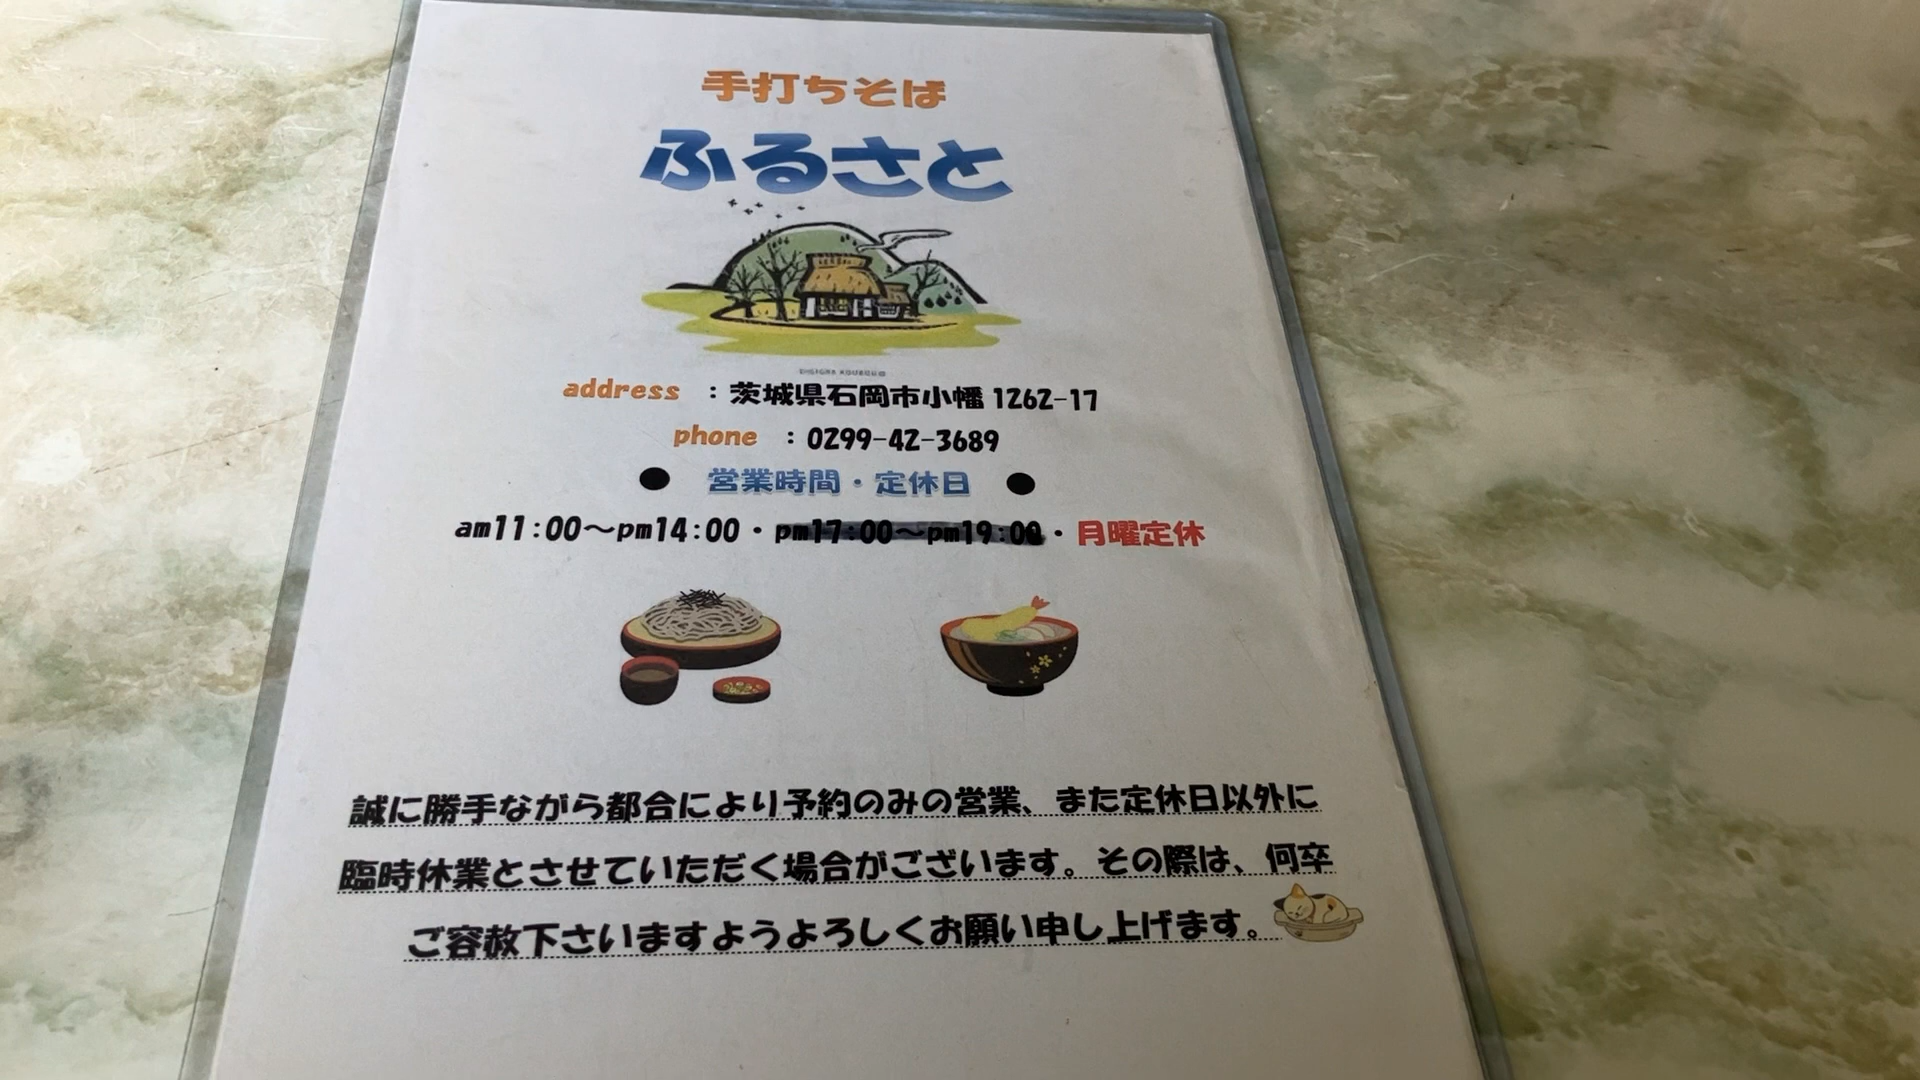 手打ちそば
ふるさと
address ：茨城県石岡市小幡 1262-17
phone ：0299-42-3689
● 営業時間・定休日 ●
am11:00～pm14:00・pm17:00～pm19:00・月曜定休
誠に勝手ながら都合により予約のみの営業、また定休日以外に
臨時休業とさせていただく場合がございます。その際は、何卒
ご容赦下さいますようよろしくお願い申し上げます。